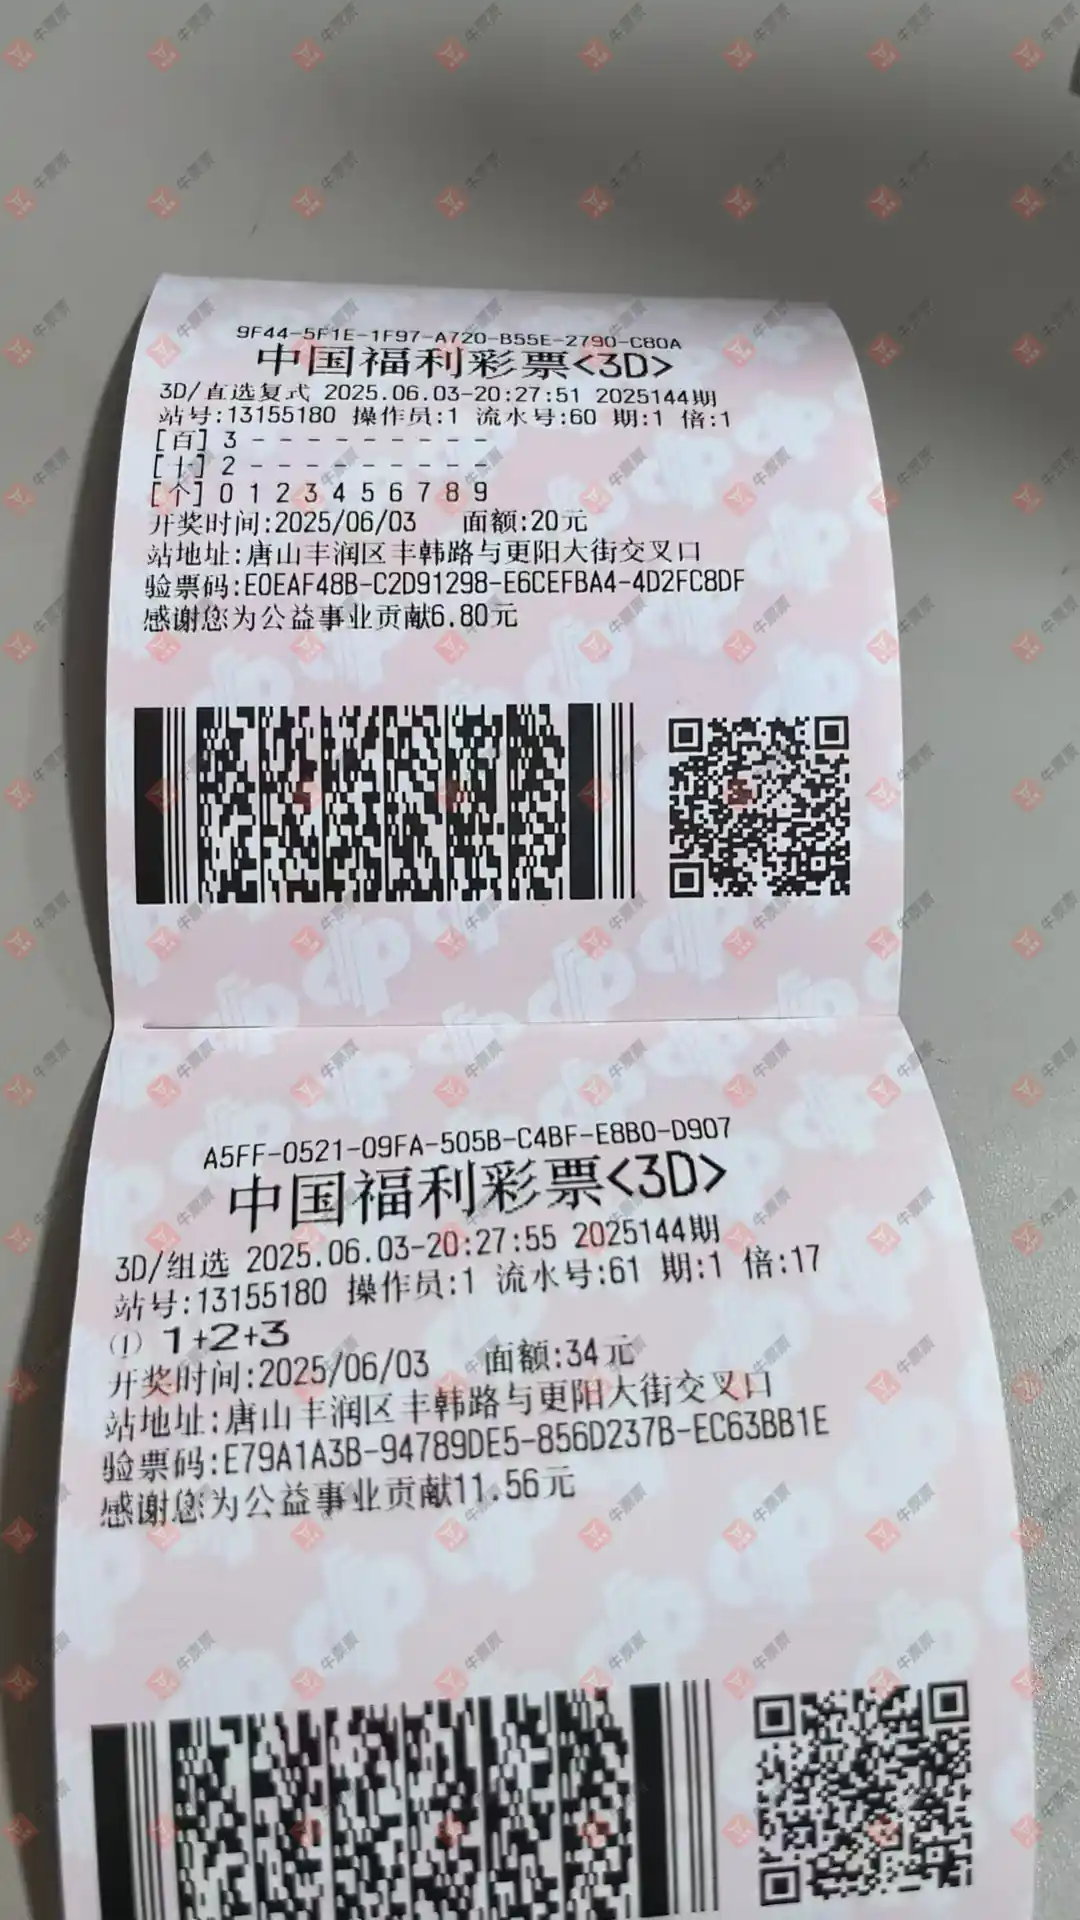 9F44-5F1E-1F97-A720-B55E-2790-C80A
中国福利彩票<3D>
3D/直选复式 2025.06.03-20:27:51 2025144期
站号:13155180 操作员:1 流水号:60 期:1 倍:1
[百] 3 - - - - - - - - -
[十] 2 - - - - - - - - -
[个] 0 1 2 3 4 5 6 7 8 9
开奖时间:2025/06/03 面额:20元
站地址:唐山丰润区丰韩路与更阳大街交叉口
验票码:E0EAF48B-C2D91298-E6CEFBA4-4D2FC8DF
感谢您为公益事业贡献6.80元
A5FF-0521-09FA-505B-C4BF-E8B0-D907
中国福利彩票<3D>
3D/组选 2025.06.03-20:27:55 2025144期
站号:13155180 操作员:1 流水号:61 期:1 倍:17
(1) 1+2+3
开奖时间:2025/06/03 面额:34元
站地址:唐山丰润区丰韩路与更阳大街交叉口
验票码:E79A1A3B-94789DE5-856D237B-EC63BB1E
感谢您为公益事业贡献11.56元